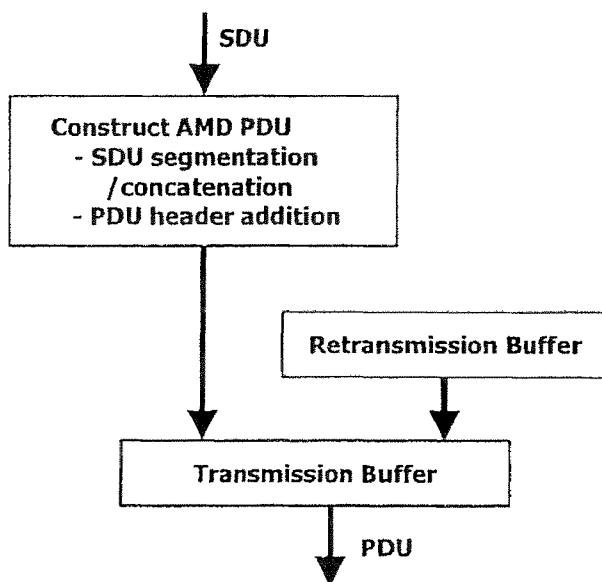 SDU
Construct AMD PDU
- SDU segmentation
/concatenation
- PDU header addition
Retransmission Buffer
Transmission Buffer
PDU